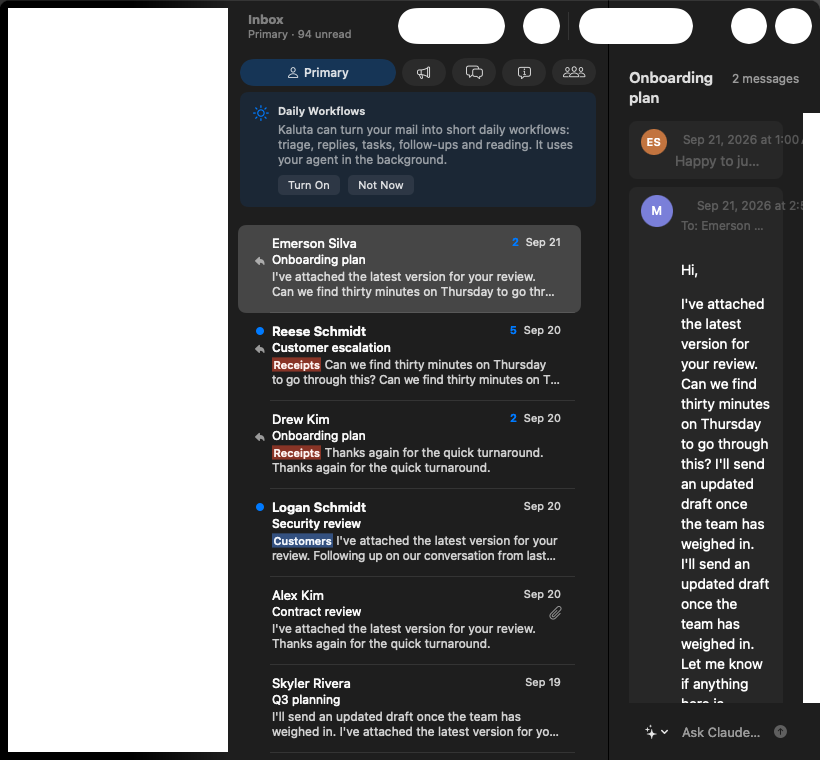 Inbox
Primary · 94 unread
Primary
Daily Workflows
Kaluta can turn your mail into short daily workflows:
triage, replies, tasks, follow-ups and reading. It uses
your agent in the background.
Turn On Not Now
Emerson Silva 2 Sep 21
Onboarding plan
I've attached the latest version for your review.
Can we find thirty minutes on Thursday to go thr...
Reese Schmidt 5 Sep 20
Customer escalation
Receipts Can we find thirty minutes on Thursday
to go through this? Can we find thirty minutes on T...
Drew Kim 2 Sep 20
Onboarding plan
Receipts Thanks again for the quick turnaround.
Thanks again for the quick turnaround.
Logan Schmidt Sep 20
Security review
Customers I've attached the latest version for your
review. Following up on our conversation from last...
Alex Kim Sep 20
Contract review
I've attached the latest version for your review.
Thanks again for the quick turnaround.
Skyler Rivera Sep 19
Q3 planning
I'll send an updated draft once the team has
weighed in. I've attached the latest version for yo...
Onboarding 2 messages
plan
ES Sep 21, 2026 at 1:00
Happy to ju...
M Sep 21, 2026 at 2:
To: Emerson ...
Hi,
I've attached
the latest
version for
your review.
Can we find
thirty minutes
on Thursday
to go through
this? I'll send
an updated
draft once
the team has
weighed in.
I'll send an
updated draft
once the
team has
weighed in.
Let me know
if anything
here is
Ask Claude...